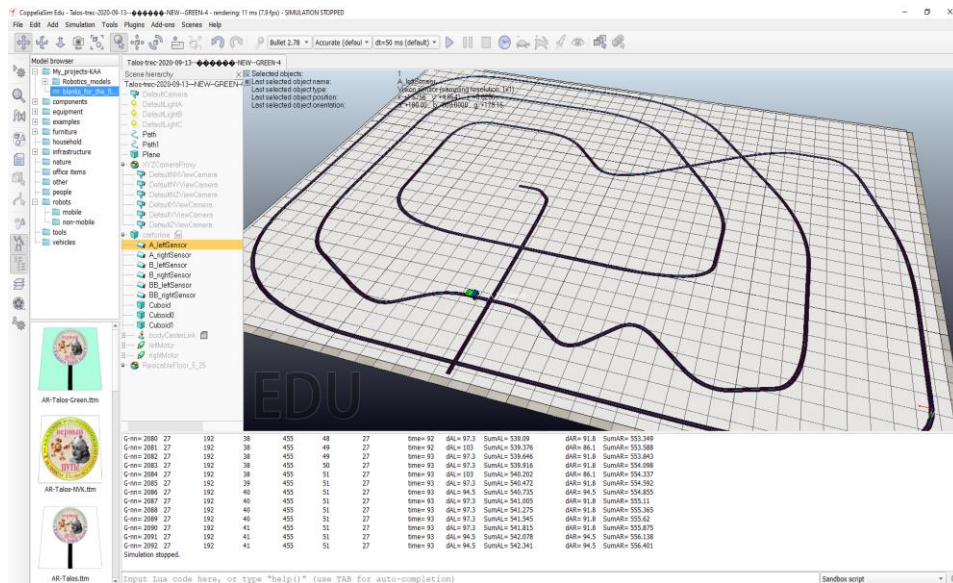 CoppeliaSim Edu - Talos-trec-2020-09-13--������-NEW--GREEN-4 - rendering: 11 ms (7.9 fps) - SIMULATION STOPPED
File Edit Add Simulation Tools Plugins Add-ons Scenes Help
Bullet 2.78 Accurate (defaul dt=50 ms (default)
Model browser
My_projects-KAA
Robotics_models
components
equipment
examples
furniture
household
infrastructure
nature
office items
other
people
robots
mobile
non-mobile
tools
vehicles
AR-Talos-Green.ttm
AR-Talos-NVK.ttm
AR-Talos.ttm
Talos-trec-2020-09-13--������-NEW--GREEN-4
Scene hierarchy
DefaultCamera
DefaultLightA
DefaultLightB
DefaultLightC
Path
Path1
Plane
XYZCameraProxy
DefaultXViewCamera
DefaultYViewCamera
DefaultZViewCamera
A_leftSensor
A_rightSensor
B_leftSensor
B_rightSensor
BB_leftSensor
BB_rightSensor
Cuboid
Cuboid0
Cuboid1
bodyCasterLink
leftMotor
rightMotor
ResizableFloor_5_25
Selected objects: 1
Last selected object name: A_leftSensor
Last selected object type:
Last selected object position:
Last selected object orientation:
EDU
G-nn= 2080 27 192 38 455 48 27 time= 92 dAL= 97.3 SumAL= 539.09 dAR= 91.8 SumAR= 553.349
G-nn= 2081 27 192 38 455 49 27 time= 92 dAL= 103 SumAL= 539.376 dAR= 86.1 SumAR= 553.588
G-nn= 2082 27 192 38 455 49 27 time= 93 dAL= 97.3 SumAL= 539.646 dAR= 91.8 SumAR= 553.843
G-nn= 2083 27 192 38 455 50 27 time= 93 dAL= 97.3 SumAL= 539.916 dAR= 91.8 SumAR= 554.098
G-nn= 2084 27 192 38 455 51 27 time= 93 dAL= 103 SumAL= 540.202 dAR= 86.1 SumAR= 554.337
G-nn= 2085 27 192 39 455 51 27 time= 93 dAL= 97.3 SumAL= 540.472 dAR= 91.8 SumAR= 554.592
G-nn= 2086 27 192 40 455 51 27 time= 93 dAL= 94.5 SumAL= 540.735 dAR= 94.5 SumAR= 554.855
G-nn= 2087 27 192 40 455 51 27 time= 93 dAL= 97.3 SumAL= 541.005 dAR= 91.8 SumAR= 555.11
G-nn= 2088 27 192 40 455 51 27 time= 93 dAL= 97.3 SumAL= 541.275 dAR= 91.8 SumAR= 555.365
G-nn= 2089 27 192 40 455 51 27 time= 93 dAL= 97.3 SumAL= 541.545 dAR= 91.8 SumAR= 555.62
G-nn= 2090 27 192 41 455 51 27 time= 93 dAL= 97.3 SumAL= 541.815 dAR= 91.8 SumAR= 555.875
G-nn= 2091 27 192 41 455 51 27 time= 93 dAL= 94.5 SumAL= 542.078 dAR= 94.5 SumAR= 556.138
G-nn= 2092 27 192 41 455 51 27 time= 93 dAL= 94.5 SumAL= 542.341 dAR= 94.5 SumAR= 556.401
Simulation stopped.
Input Lua code here, or type "help()" (use TAB for auto-completion)
Sandbox script